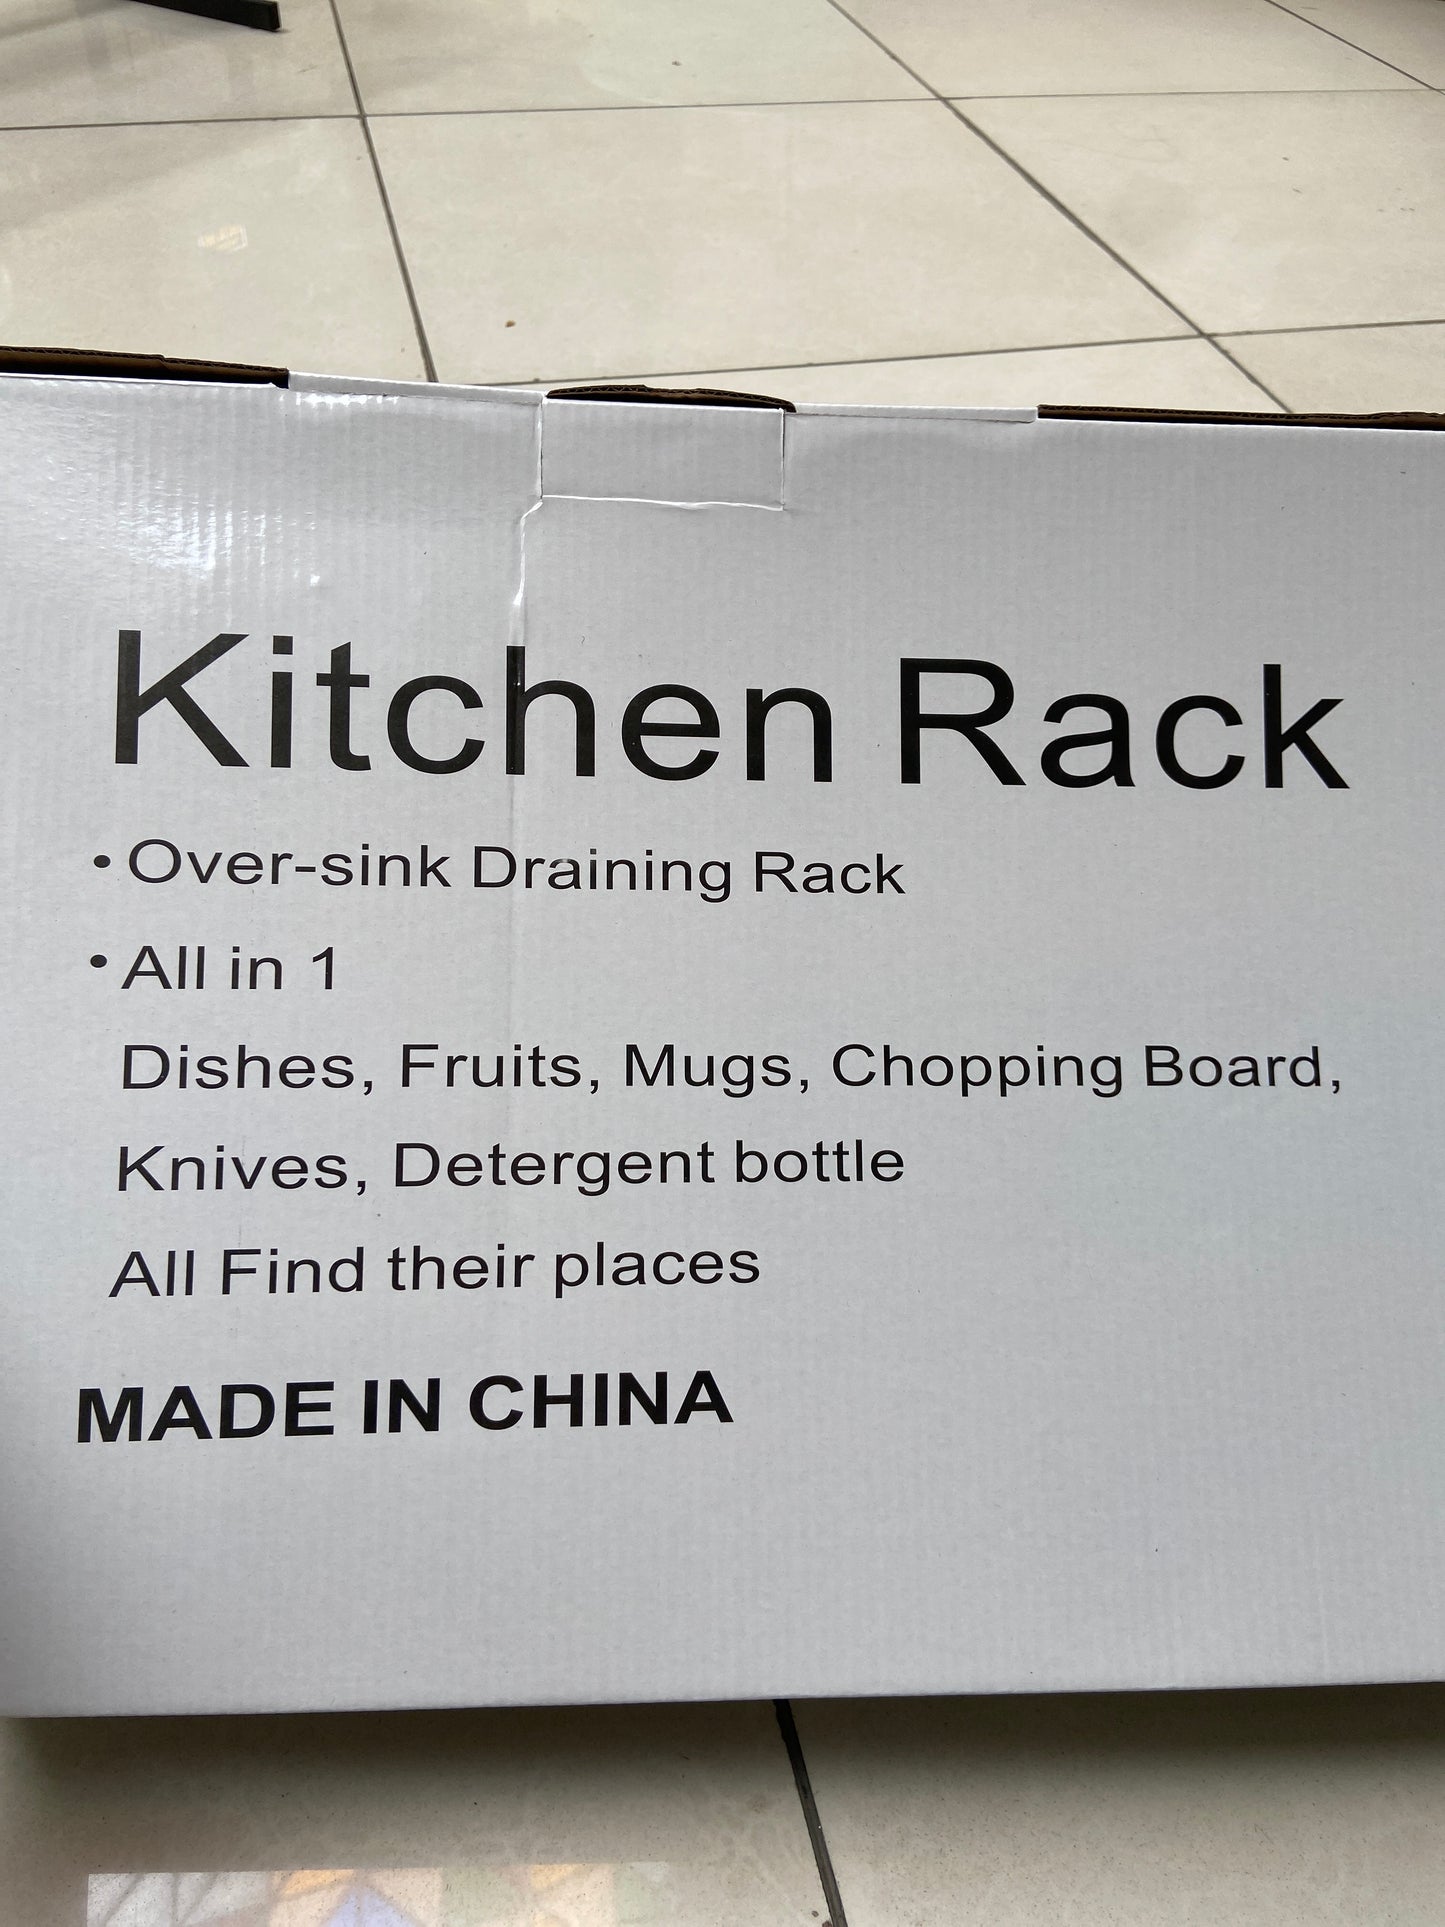 Kitchen Rack
• Over-sink Draining Rack
• All in 1
Dishes, Fruits, Mugs, Chopping Board,
Knives, Detergent bottle
All Find their places
MADE IN CHINA